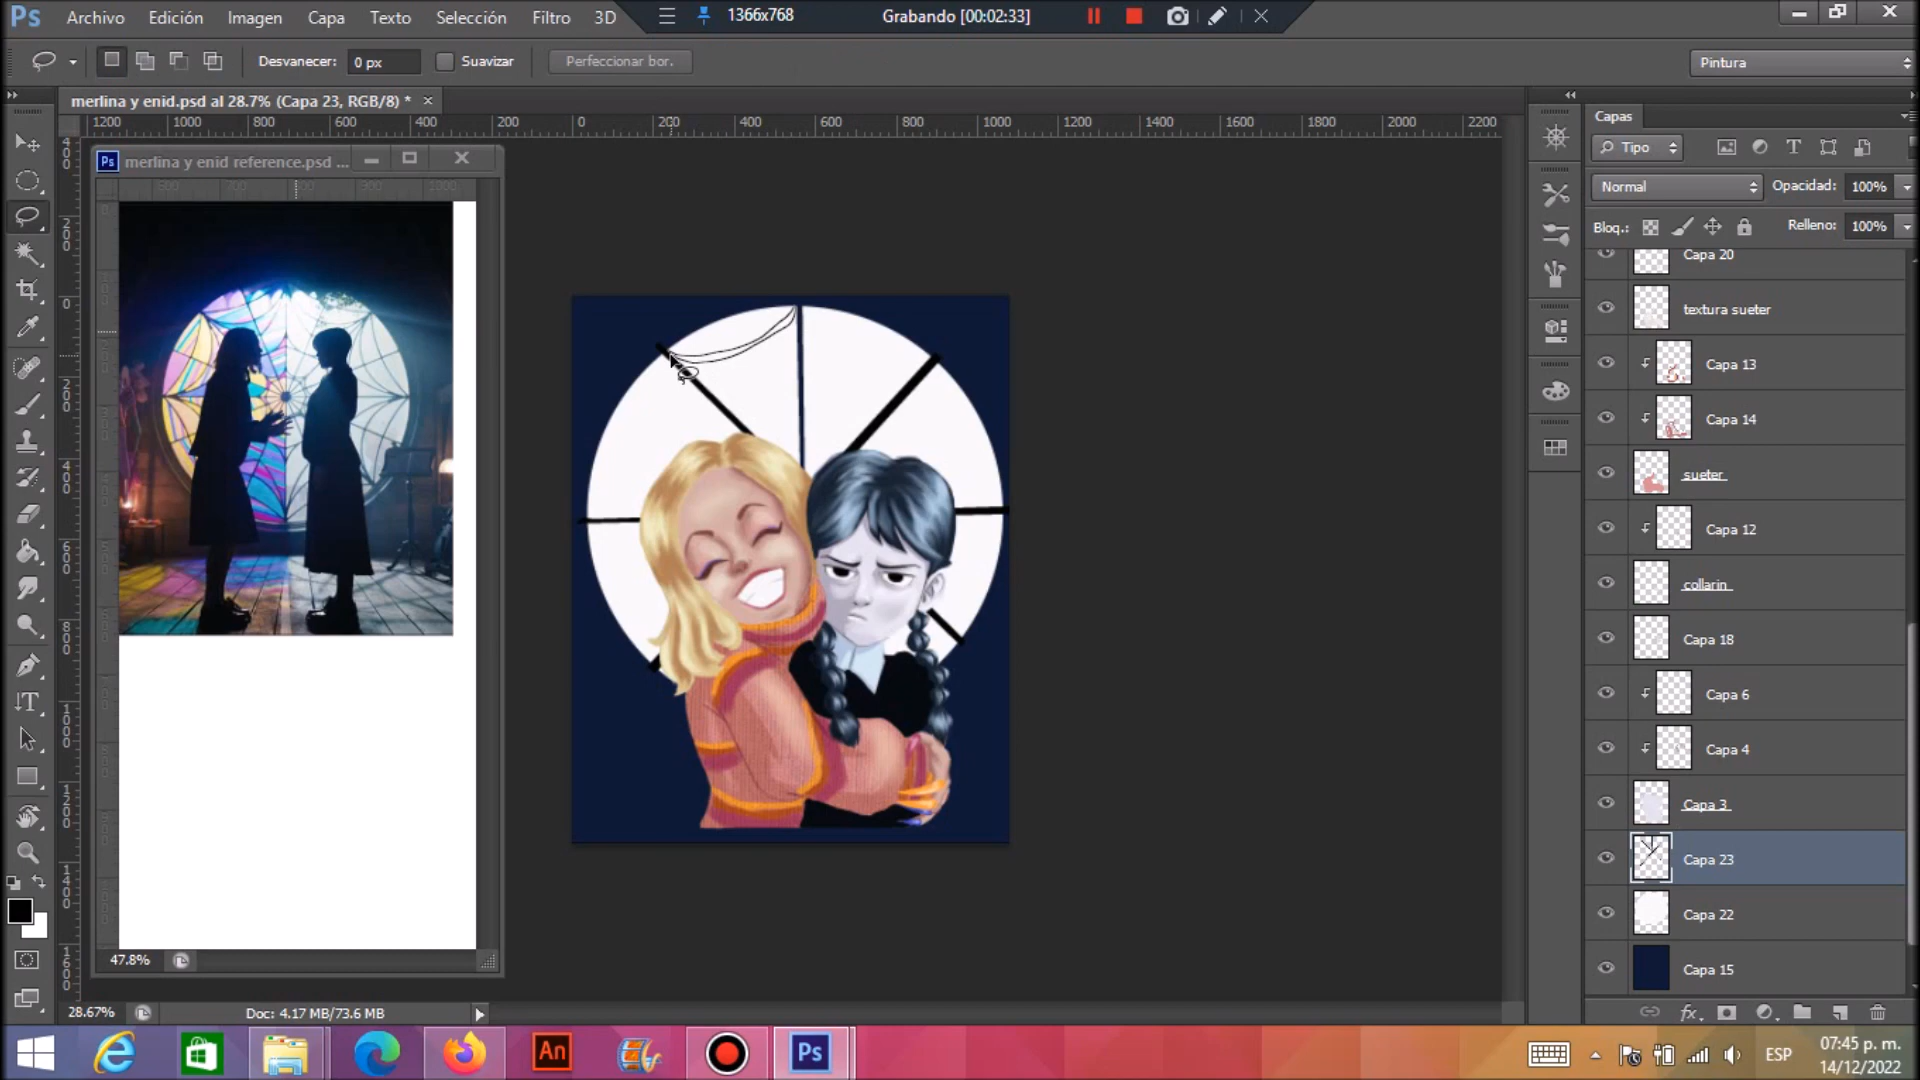 Ps Archivo Edición Imagen Capa Texto Selección Filtro 3D 1366x768 Grabando [00:02:33]
Desvanecer: 0 px Suavizar Perfeccionar bor. Pintura
merlina y enid.psd al 28.7% (Capa 23, RGB/8) *
1200 1000 800 600 400 200 0 200 400 600 800 1000 1200 1400 1600 1800 2000 2200
Capas
Ps merlina y enid reference.psd ...
Tipo
Normal Opacidad: 100%
Bloq.: Relleno: 100%
Capa 20
textura sueter
Capa 13
Capa 14
sueter
Capa 12
collarin
Capa 18
Capa 6
Capa 4
Capa 3
Capa 23
Capa 22
Capa 15
47.8%
28.67% Doc: 4.17 MB/73.6 MB
An Ps ESP 07:45 p. m.
14/12/2022